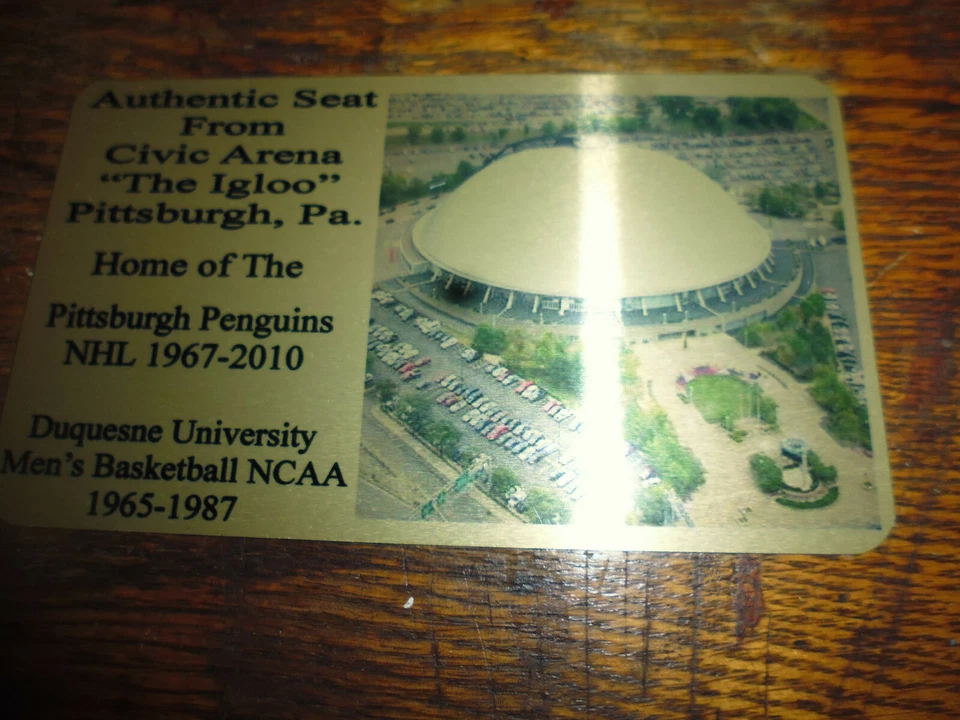 Authentic Seat
From
Civic Arena
“The Igloo”
Pittsburgh, Pa.
Home of The
Pittsburgh Penguins
NHL 1967-2010
Duquesne University
Men’s Basketball NCAA
1965-1987